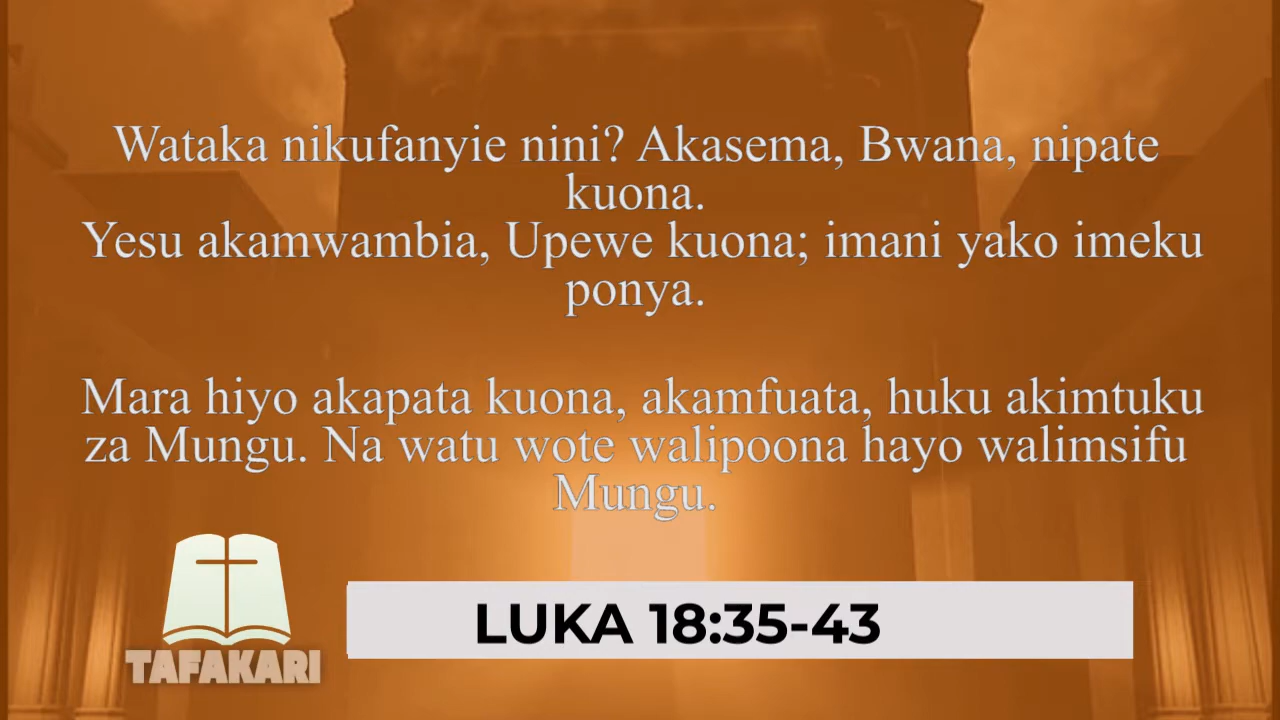 Wataka nikufanyie nini? Akasema, Bwana, nipate
kuona.
Yesu akamwambia, Upewe kuona; imani yako imeku
ponya.
Mara hiyo akapata kuona, akamfuata, huku akimtuku
za Mungu. Na watu wote walipoona hayo walimsifu
Mungu.
TAFAKARI
LUKA 18:35-43